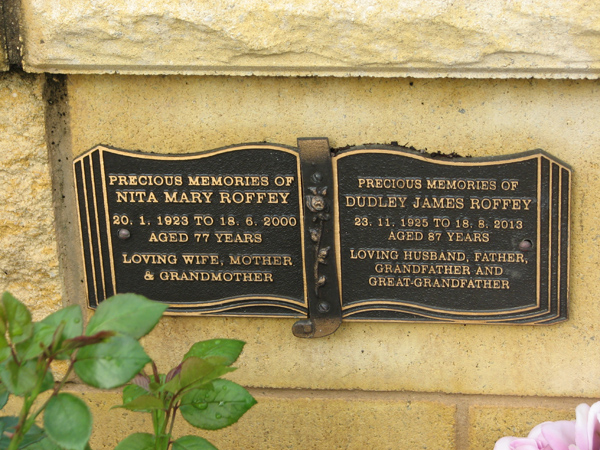 PRECIOUS MEMORIES OF
NITA MARY ROFFEY
20. 1. 1923 TO 18. 6. 2000
AGED 77 YEARS
LOVING WIFE, MOTHER
& GRANDMOTHER
PRECIOUS MEMORIES OF
DUDLEY JAMES ROFFEY
23. 11. 1925 TO 18. 8. 2013
AGED 87 YEARS
LOVING HUSBAND, FATHER,
GRANDFATHER AND
GREAT-GRANDFATHER